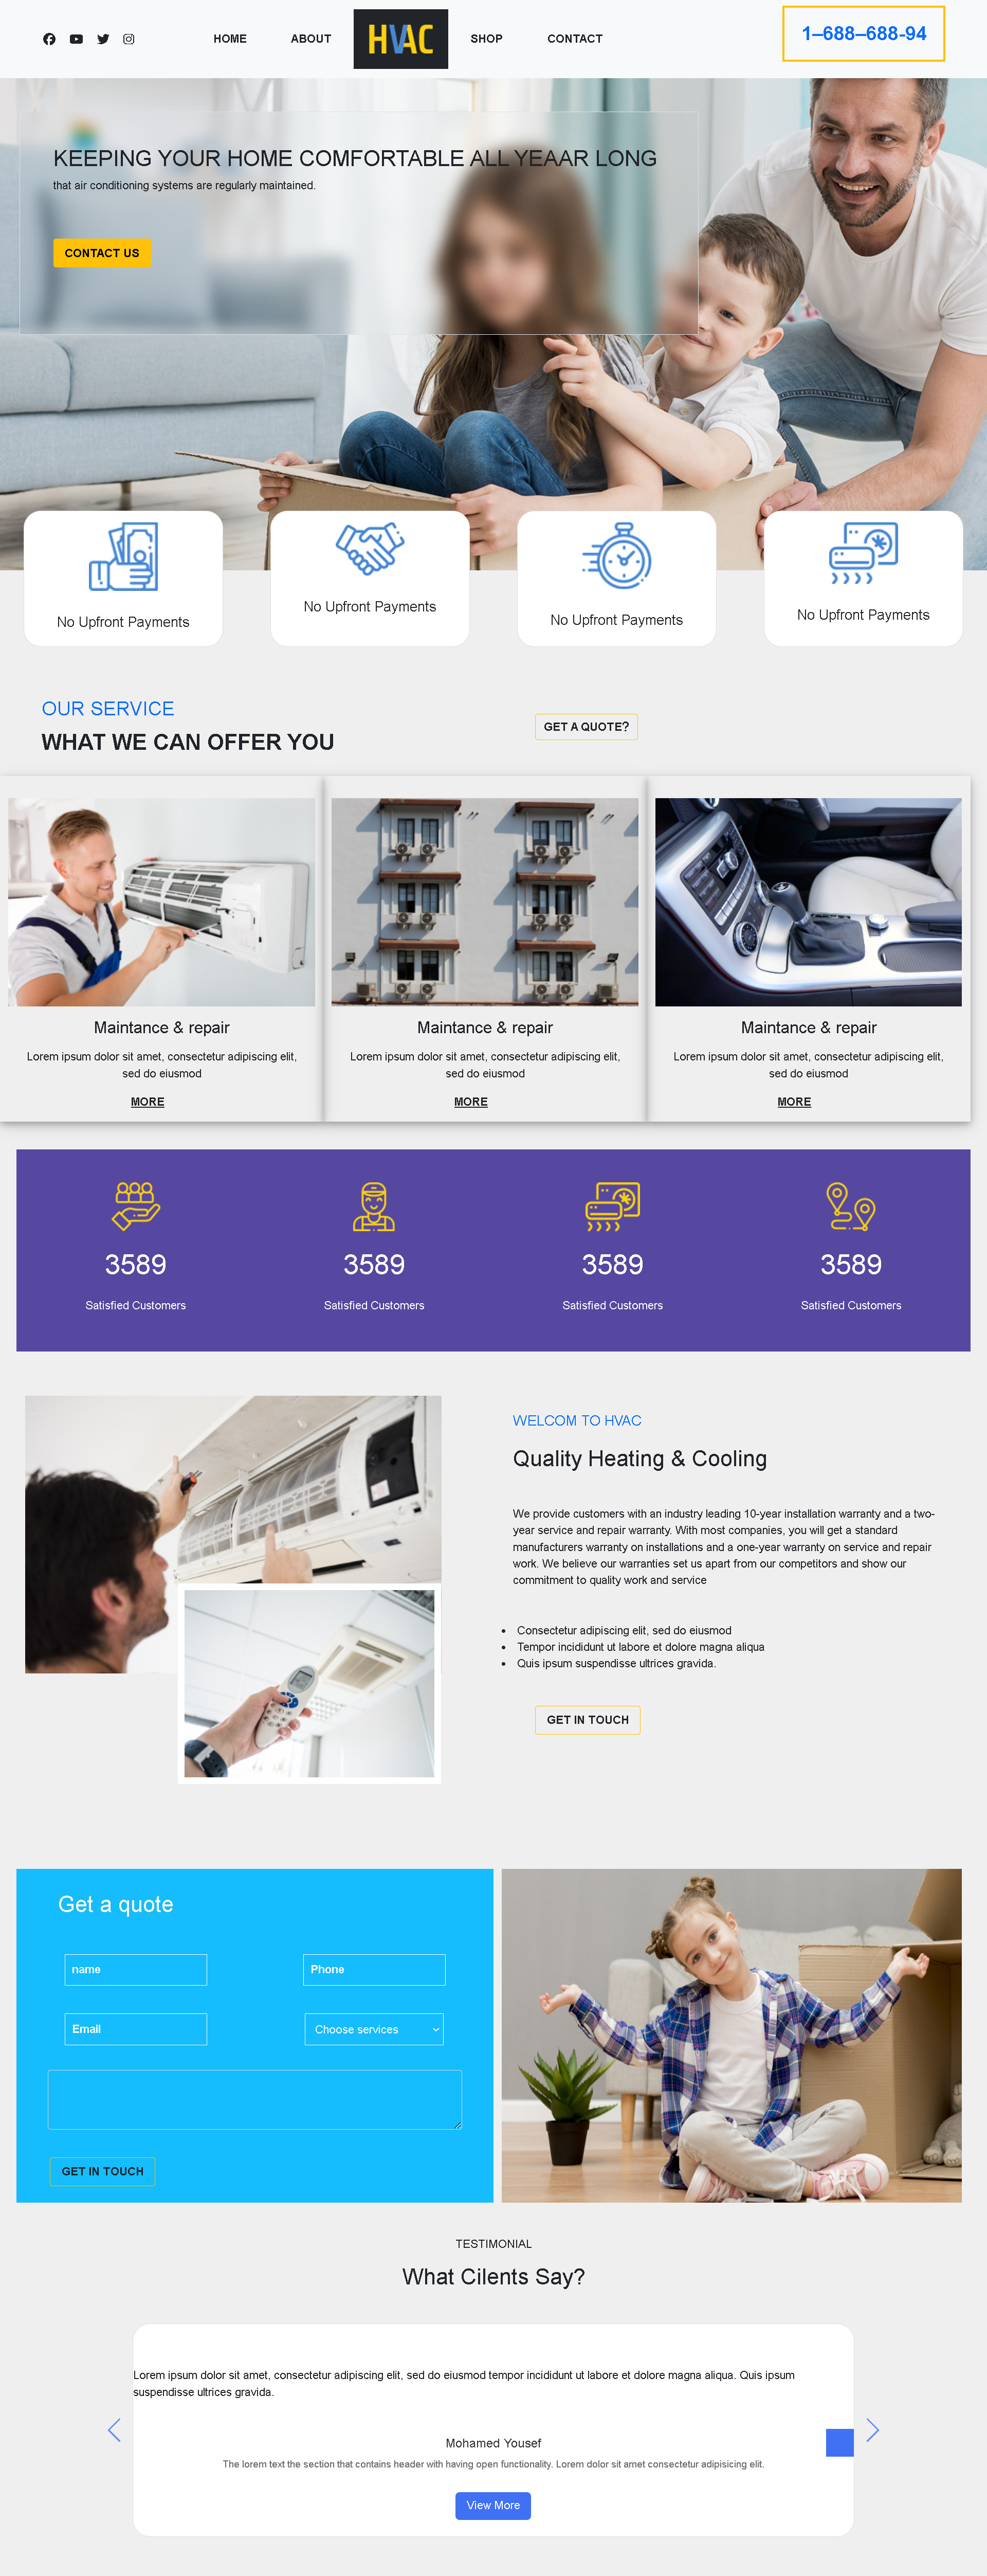 HOME
ABOUT
HVAC
SHOP
CONTACT
1–688–688-94
KEEPING YOUR HOME COMFORTABLE ALL YEAAR LONG
that air conditioning systems are regularly maintained.
CONTACT US
No Upfront Payments
No Upfront Payments
No Upfront Payments
No Upfront Payments
OUR SERVICE
WHAT WE CAN OFFER YOU
GET A QUOTE?
Maintance & repair
Lorem ipsum dolor sit amet, consectetur adipiscing elit,
sed do eiusmod
MORE
Maintance & repair
Lorem ipsum dolor sit amet, consectetur adipiscing elit,
sed do eiusmod
MORE
Maintance & repair
Lorem ipsum dolor sit amet, consectetur adipiscing elit,
sed do eiusmod
MORE
3589
Satisfied Customers
3589
Satisfied Customers
3589
Satisfied Customers
3589
Satisfied Customers
WELCOM TO HVAC
Quality Heating & Cooling
We provide customers with an industry leading 10-year installation warranty and a two-
year service and repair warranty. With most companies, you will get a standard
manufacturers warranty on installations and a one-year warranty on service and repair
work. We believe our warranties set us apart from our competitors and show our
commitment to quality work and service
• Consectetur adipiscing elit, sed do eiusmod
• Tempor incididunt ut labore et dolore magna aliqua
• Quis ipsum suspendisse ultrices gravida.
GET IN TOUCH
Get a quote
name
Phone
Email
Choose services
GET IN TOUCH
TESTIMONIAL
What Cilents Say?
Lorem ipsum dolor sit amet, consectetur adipiscing elit, sed do eiusmod tempor incididunt ut labore et dolore magna aliqua. Quis ipsum
suspendisse ultrices gravida.
Mohamed Yousef
The lorem text the section that contains header with having open functionality. Lorem dolor sit amet consectetur adipisicing elit.
View More